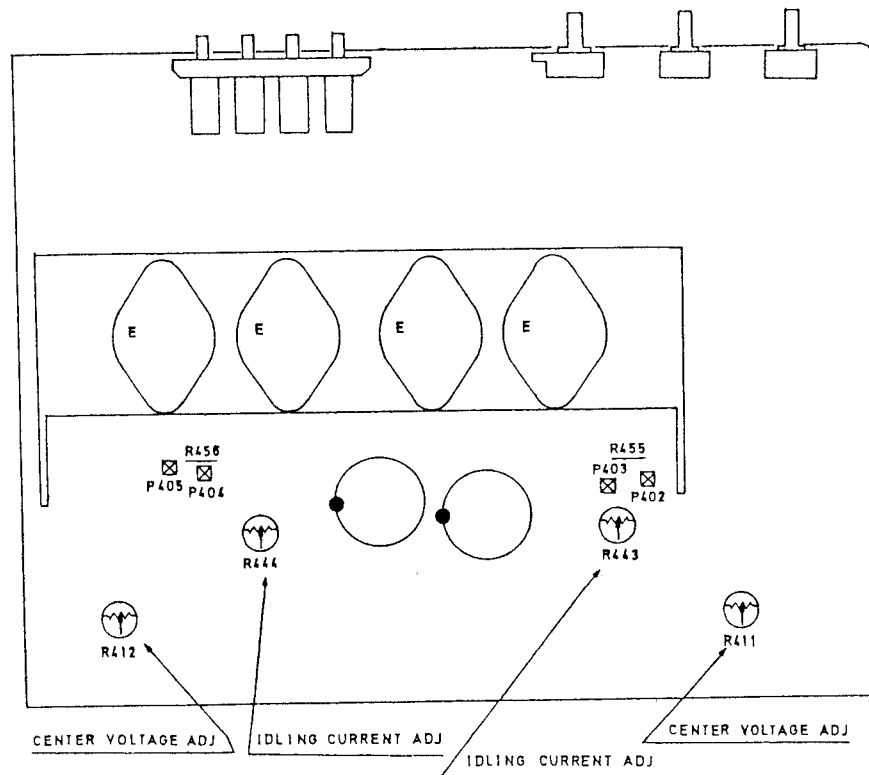 E E E E
R456
P405 P404
R455
P403
P402
R444
R443
R412
R411
CENTER VOLTAGE ADJ
IDLING CURRENT ADJ
IDLING CURRENT ADJ
CENTER VOLTAGE ADJ